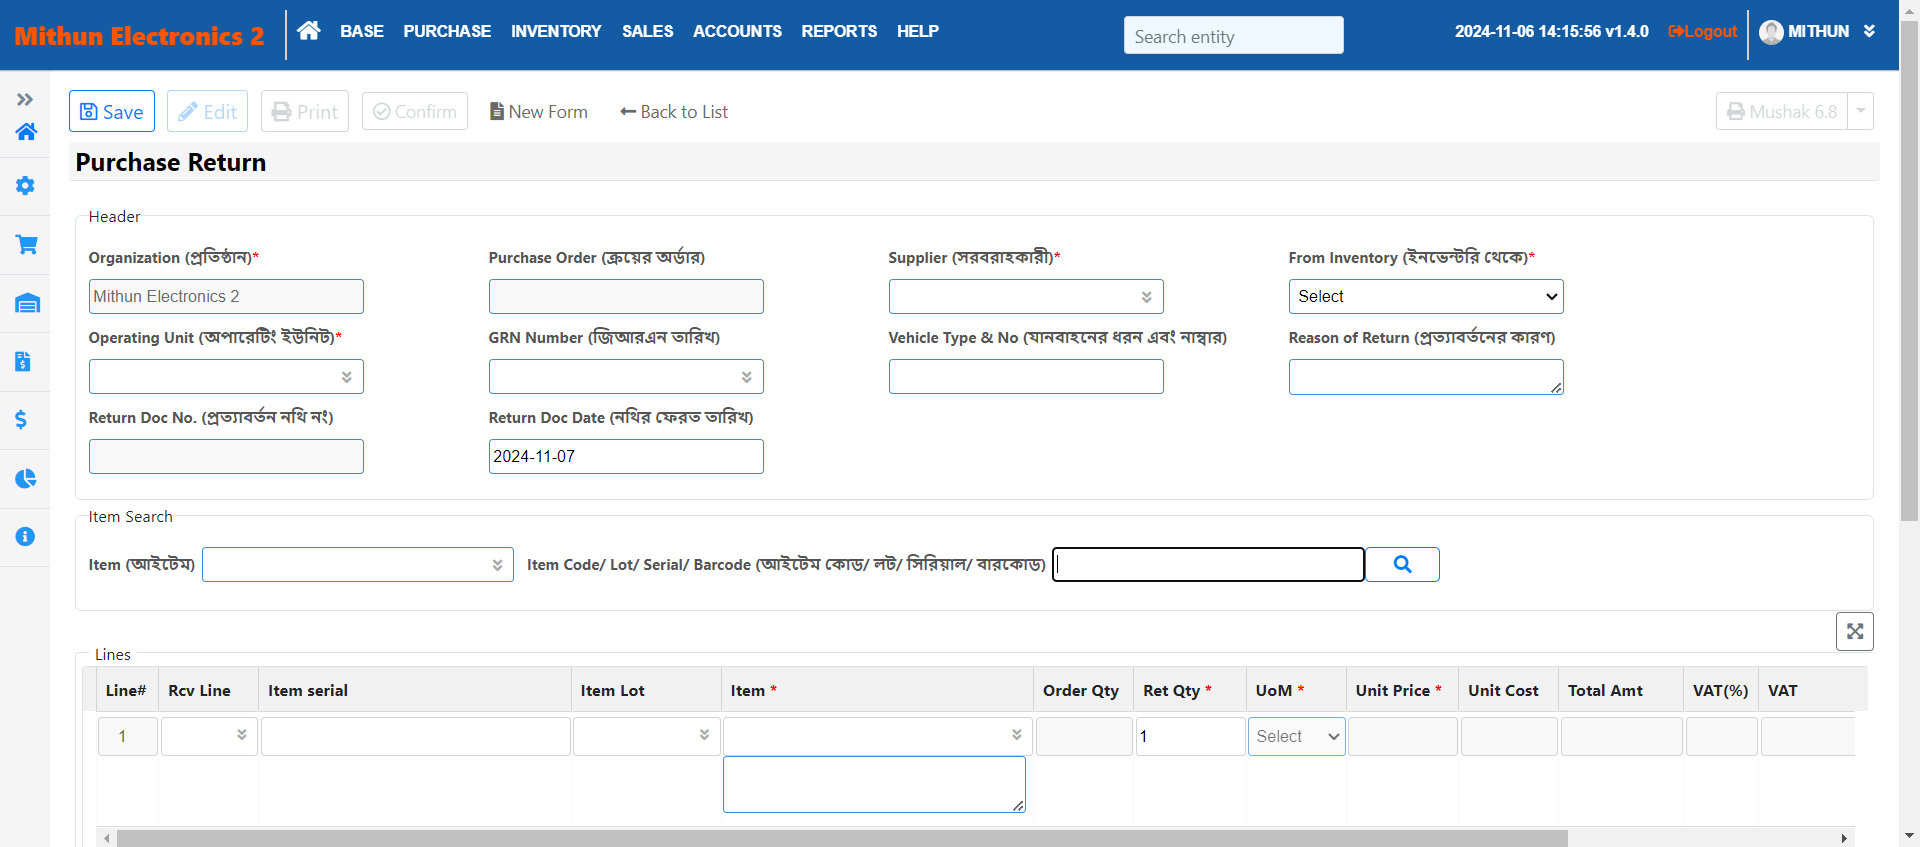 Mithun Electronics 2
BASE PURCHASE INVENTORY SALES ACCOUNTS REPORTS HELP
Search entity
2024-11-06 14:15:56 v1.4.0 Logout MITHUN
Save Edit Print Confirm New Form Back to List Mushak 6.8
Purchase Return
Header
Organization (প্রতিষ্ঠান)* Purchase Order (ক্রয়ের অর্ডার) Supplier (সরবরাহকারী)* From Inventory (ইনভেন্টরি থেকে)*
Mithun Electronics 2 Select
Operating Unit (অপারেটিং ইউনিট)* GRN Number (জিআরএন তারিখ) Vehicle Type & No (যানবাহনের ধরন এবং নাম্বার) Reason of Return (প্রত্যাবর্তনের কারণ)
Return Doc No. (প্রত্যাবর্তন নথি নং) Return Doc Date (নথির ফেরত তারিখ)
2024-11-07
Item Search
Item (আইটেম) Item Code/ Lot/ Serial/ Barcode (আইটেম কোড/ লট/ সিরিয়াল/ বারকোড)
Lines
Line# Rcv Line Item serial Item Lot Item * Order Qty Ret Qty * UoM * Unit Price * Unit Cost Total Amt VAT(%) VAT
1 1 Select